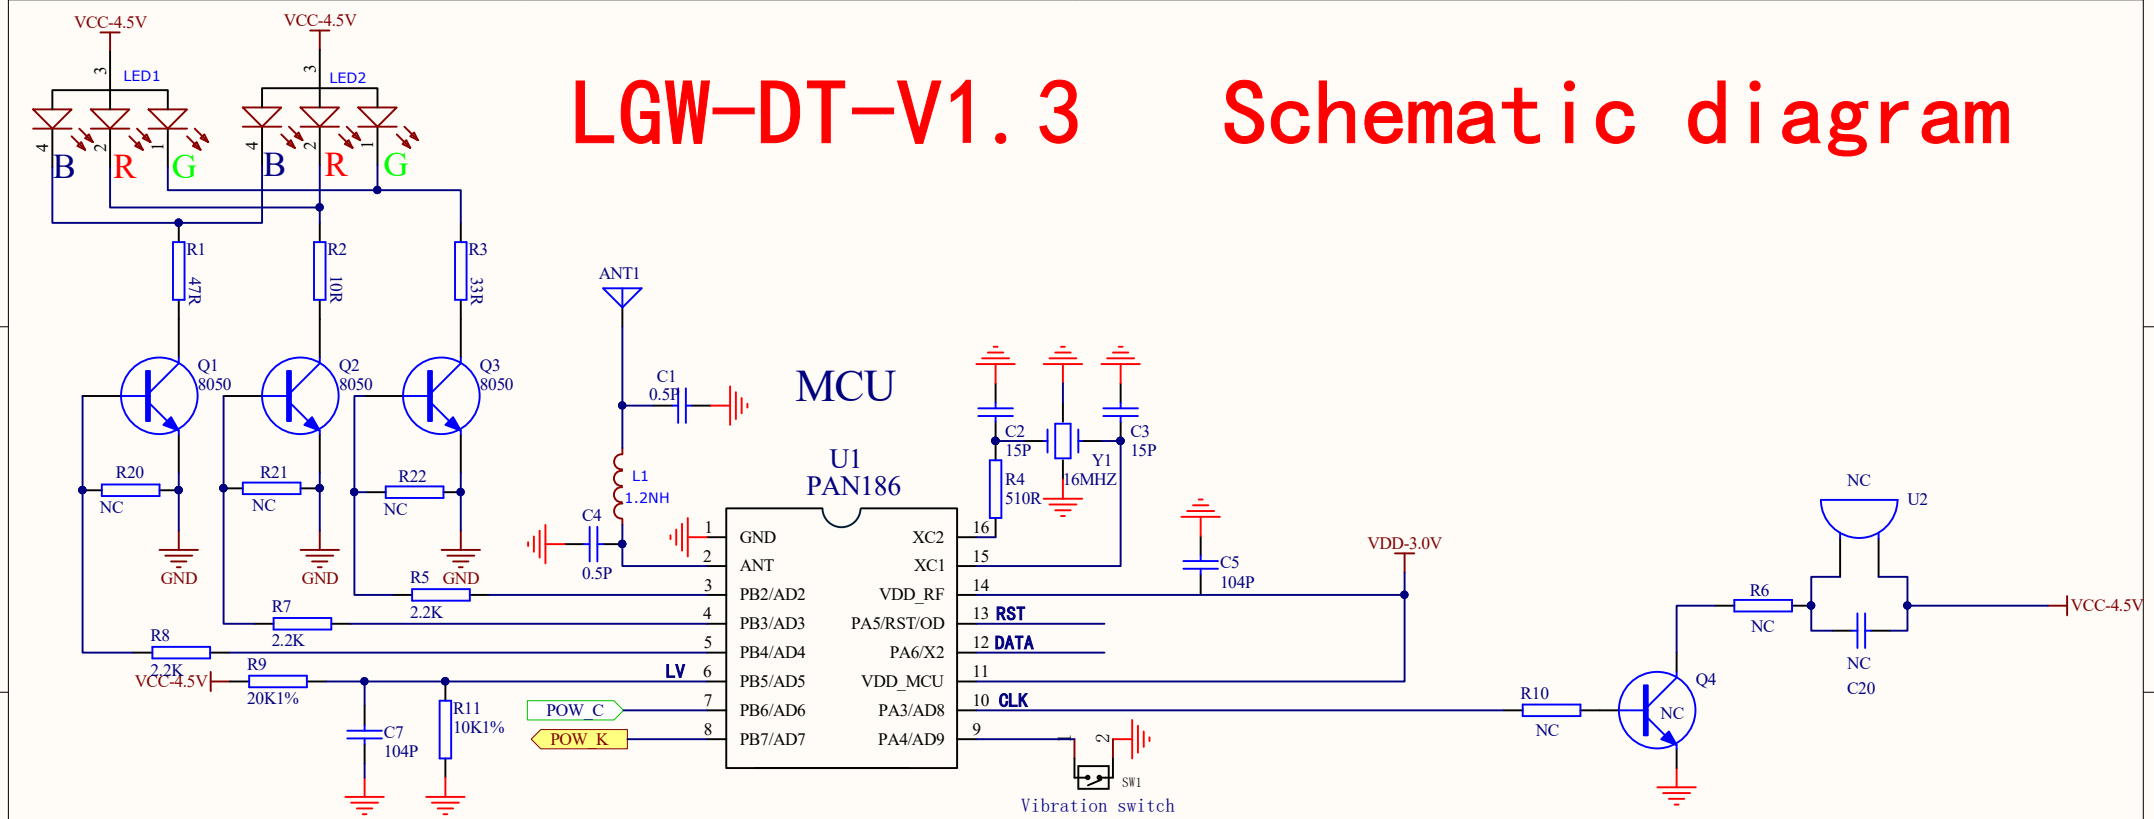 VCC-4.5V
VCC-4.5V
3
LED1
3
LED2
LGW-DT-V1.3 Schematic diagram
4
B
2
R
1
G
4
B
2
R
1
G
R1
47R
R2
10R
R3
33R
ANT1
Q1
8050
Q2
8050
Q3
8050
C1
0.5P
MCU
C2
15P
C3
15P
Y1
16MHZ
R4
510R
R20
NC
R21
NC
R22
NC
L1
1.2NH
U1
PAN186
C4
0.5P
GND
GND
GND
1 GND
2 ANT
3 PB2/AD2
4 PB3/AD3
5 PB4/AD4
6 PB5/AD5
7 PB6/AD6
8 PB7/AD7
XC2 16
XC1 15
VDD_RF 14
PA5/RST/OD 13 RST
PA6/X2 12 DATA
VDD_MCU 11
PA3/AD8 10 CLK
PA4/AD9 9
R5
2.2K
R7
2.2K
R8
2.2K
VCC-4.5V
R9
20K1%
LV
POW_C
POW_K
C7
104P
R11
10K1%
C5
104P
VDD-3.0V
1
2
SW1
Vibration switch
R10
NC
Q4
NC
R6
NC
NC
U2
NC
C20
VCC-4.5V